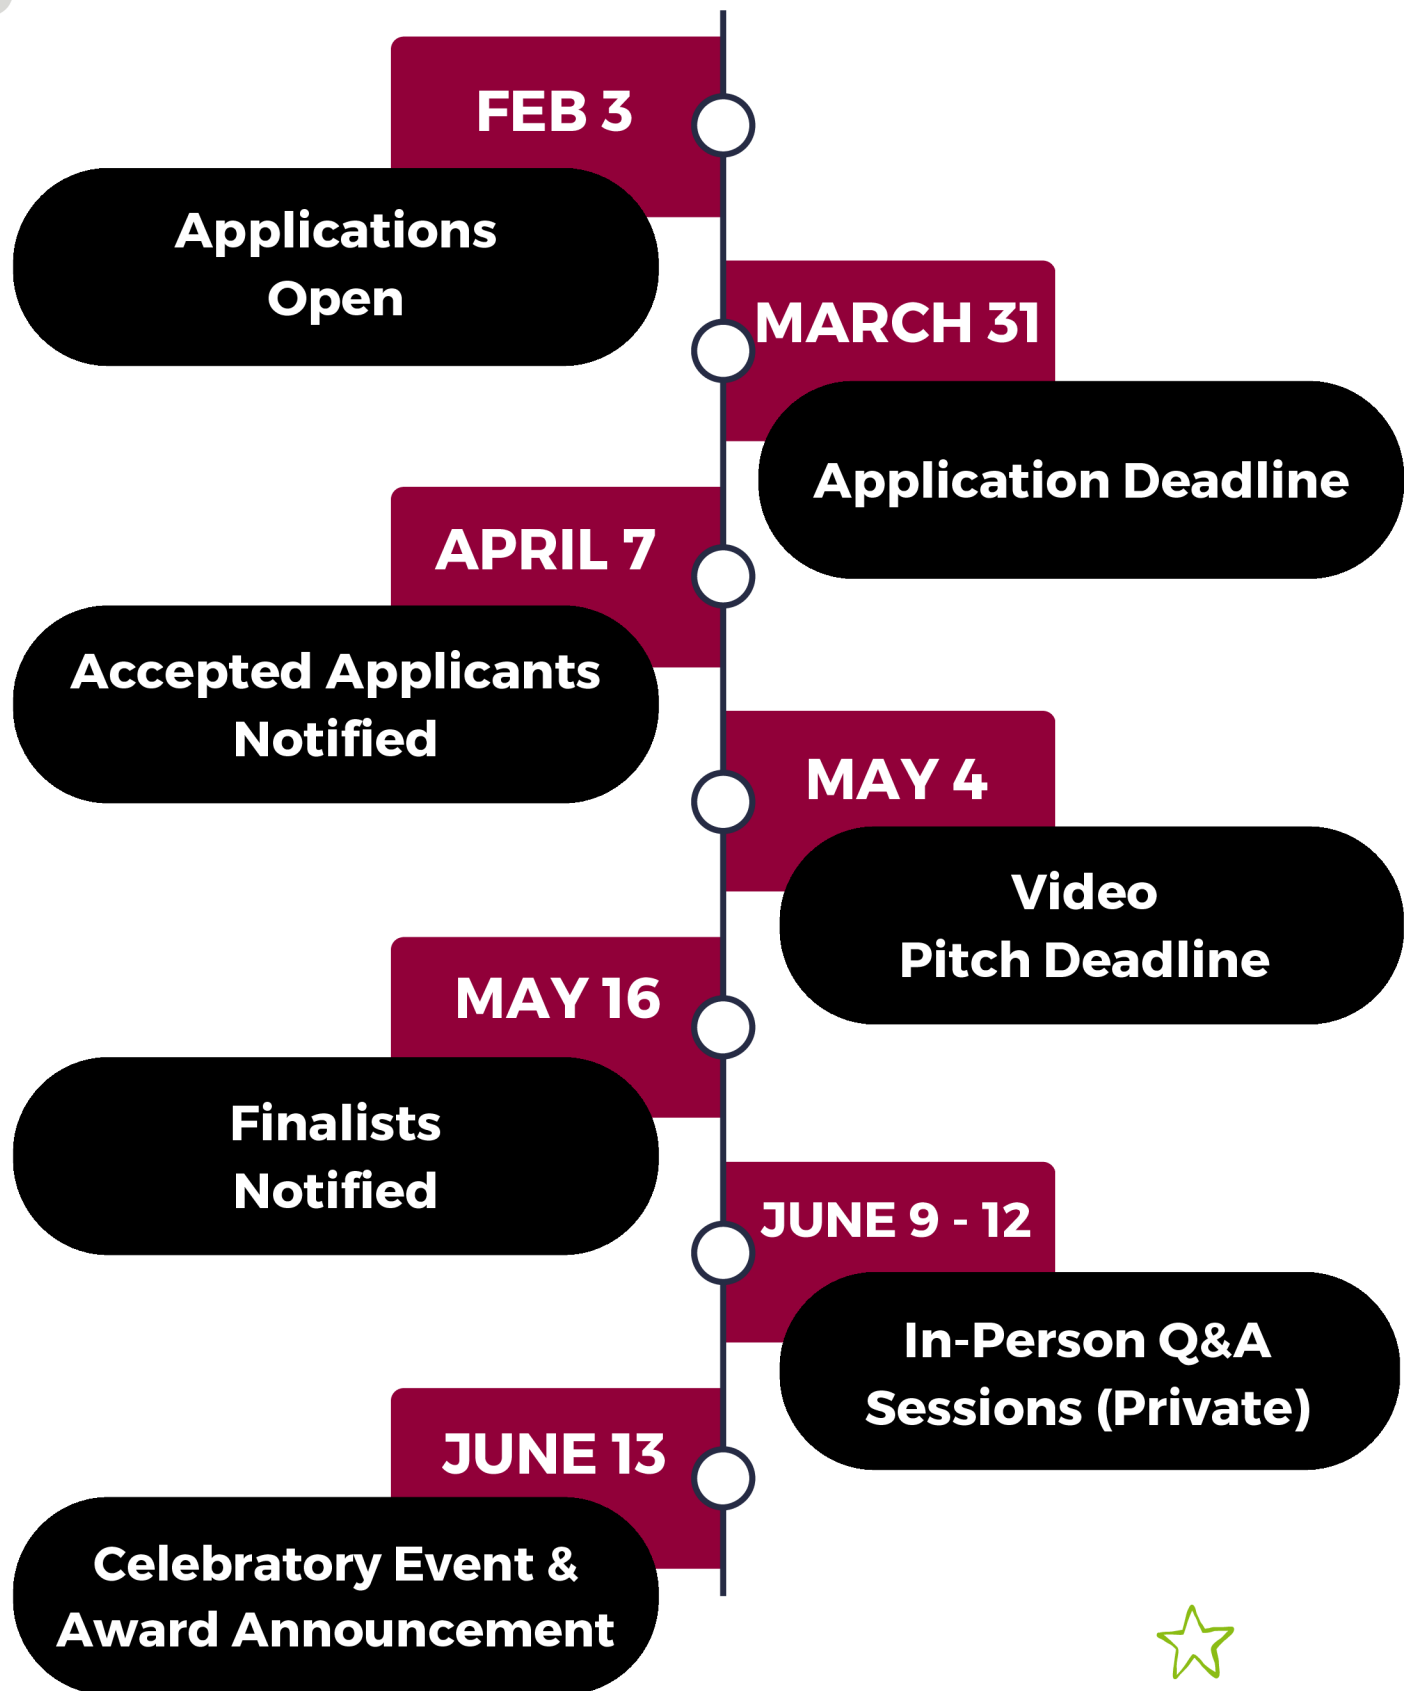 FEB 3
Applications
Open
MARCH 31
Application Deadline
APRIL 7
Accepted Applicants
Notified
MAY 4
Video
Pitch Deadline
MAY 16
Finalists
Notified
JUNE 9 - 12
In-Person Q&A
Sessions (Private)
JUNE 13
Celebratory Event &
Award Announcement